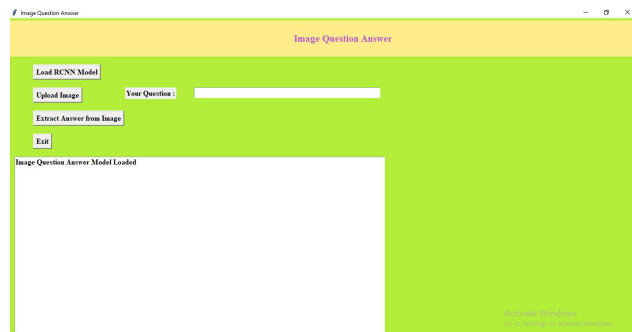 Image Question Answer
Image Question Answer
Load RCNN Model
Upload Image
Your Question :
Extract Answer from Image
Exit
Image Question Answer Model Loaded
Activate Windows
Go to Settings to activate Windows.